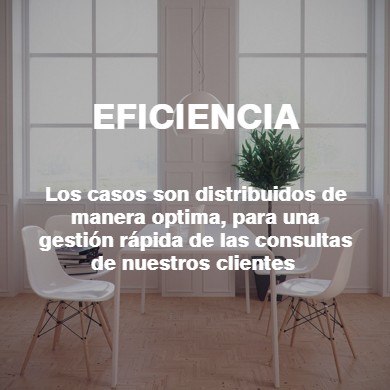 EFICIENCIA
Los casos son distribuidos de
manera optima, para una
gestión rápida de las consultas
de nuestros clientes